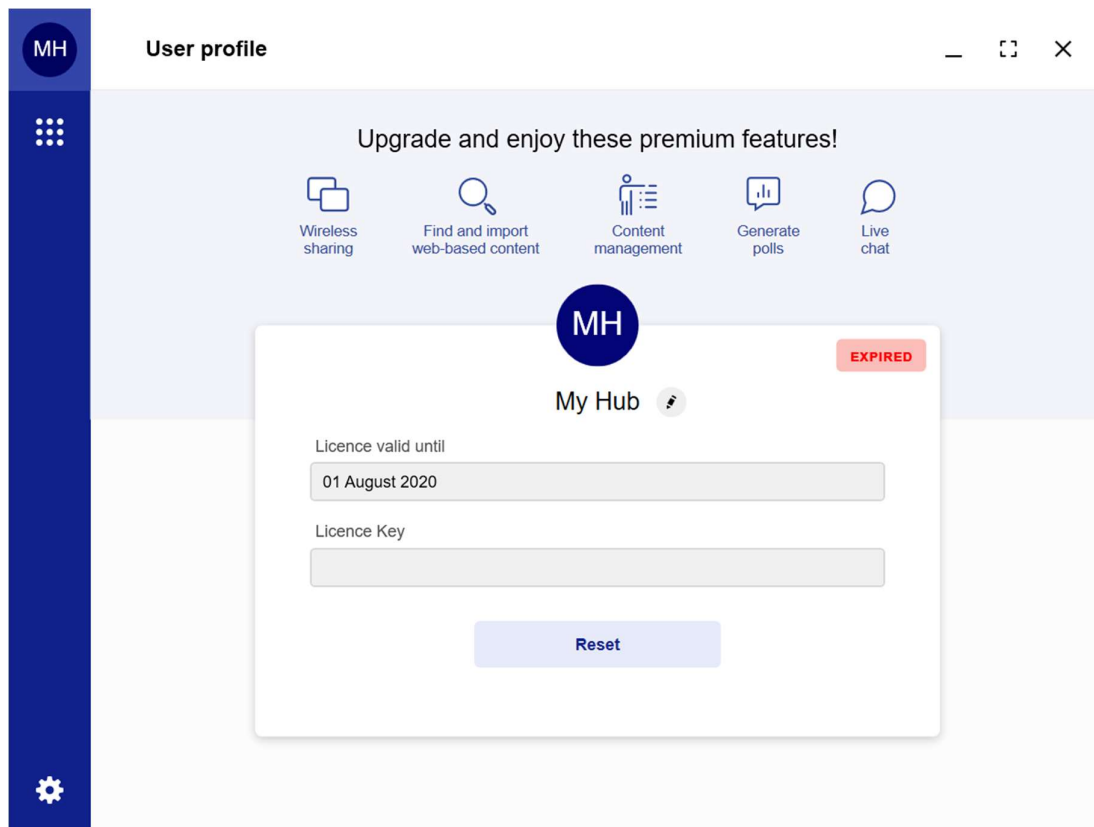 MH
User profile
Upgrade and enjoy these premium features!
Wireless
sharing
Find and import
web-based content
Content
management
Generate
polls
Live
chat
MH
EXPIRED
My Hub
Licence valid until
01 August 2020
Licence Key
Reset